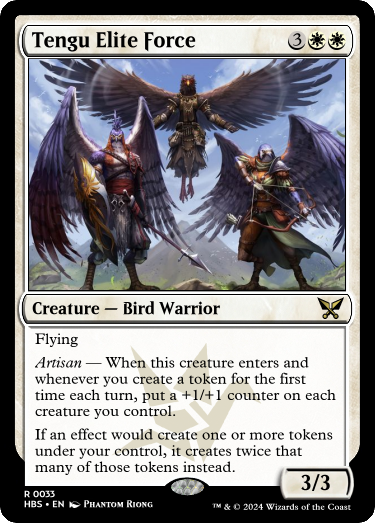 Tengu Elite Force 3
Creature — Bird Warrior
Flying
Artisan — When this creature enters and
whenever you create a token for the first
time each turn, put a +1/+1 counter on
each creature you control.
If an effect would create one or more tokens
under your control, it creates twice that
many of those tokens instead.
3/3
R 0033
HBS • EN Phantom Riong
™ & © 2024 Wizards of the Coast